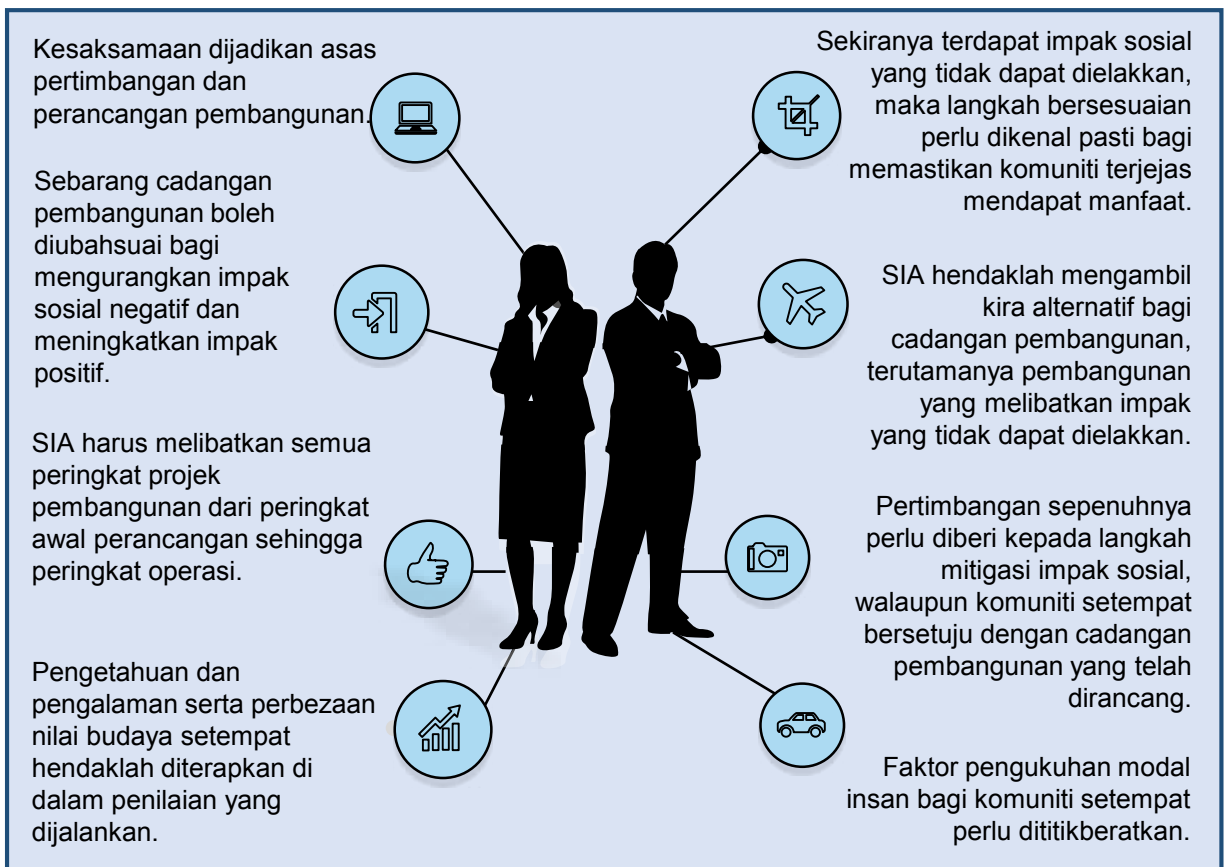 Kesaksamaan dijadikan asas
pertimbangan dan
perancangan pembangunan.
Sebarang cadangan
pembangunan boleh
diubahsuai bagi
mengurangkan impak
sosial negatif dan
meningkatkan impak
positif.
SIA harus melibatkan semua
peringkat projek
pembangunan dari peringkat
awal perancangan sehingga
peringkat operasi.
Pengetahuan dan
pengalaman serta perbezaan
nilai budaya setempat
hendaklah diterapkan di
dalam penilaian yang
dijalankan.
Sekiranya terdapat impak sosial
yang tidak dapat dielakkan,
maka langkah bersesuaian
perlu dikenal pasti bagi
memastikan komuniti terjejas
mendapat manfaat.
SIA hendaklah mengambil
kira alternatif bagi
cadangan pembangunan,
terutamanya pembangunan
yang melibatkan impak
yang tidak dapat dielakkan.
Pertimbangan sepenuhnya
perlu diberi kepada langkah
mitigasi impak sosial,
walaupun komuniti setempat
bersetuju dengan cadangan
pembangunan yang telah
dirancang.
Faktor pengukuhan modal
insan bagi komuniti setempat
perlu dititikberatkan.